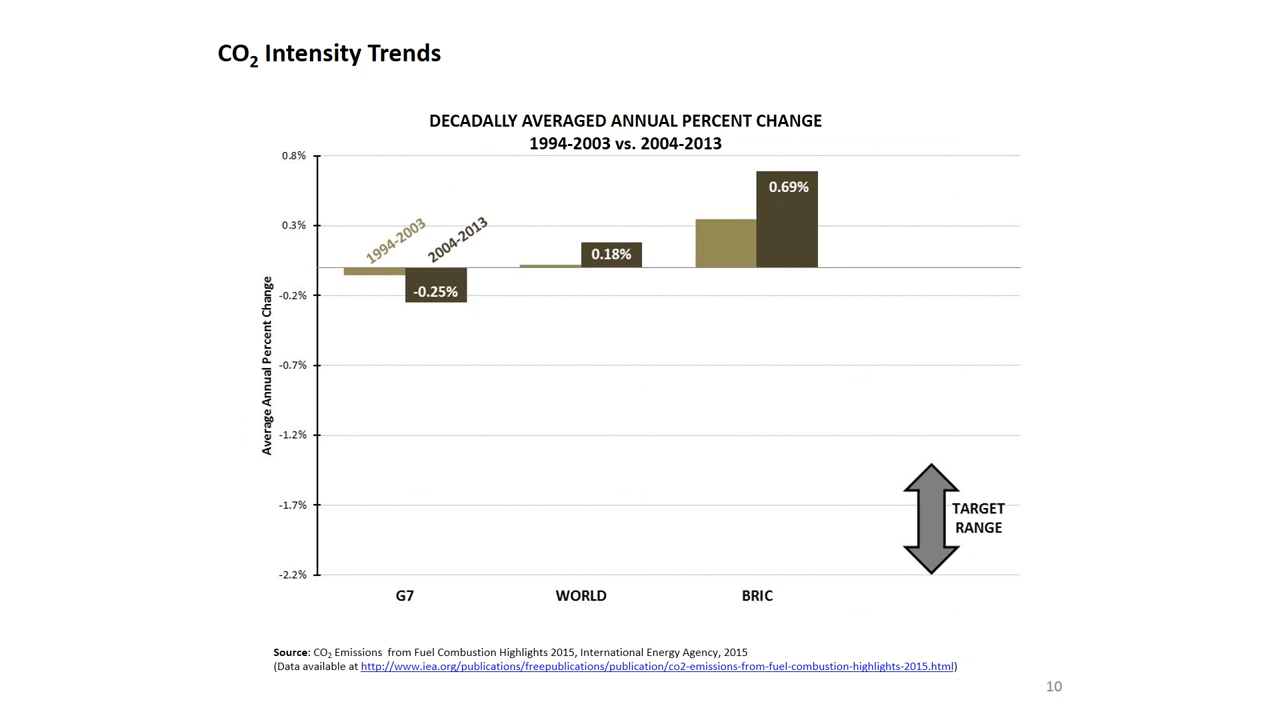 CO₂ Intensity Trends
DECADALLY AVERAGED ANNUAL PERCENT CHANGE
1994-2003 vs. 2004-2013
0.8%
0.3%
-0.2%
-0.7%
-1.2%
-1.7%
-2.2%
Average Annual Percent Change
1994-2003
2004-2013
-0.25%
0.18%
0.69%
TARGET
RANGE
G7
WORLD
BRIC
Source: CO₂ Emissions from Fuel Combustion Highlights 2015, International Energy Agency, 2015
(Data available at http://www.iea.org/publications/freepublications/publication/co2-emissions-from-fuel-combustion-highlights-2015.html)
10